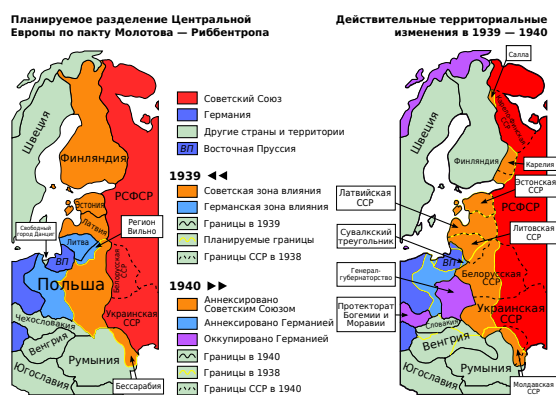 Планируемое разделение Центральной
Европы по пакту Молотова — Риббентропа
Швеция
Финляндия
Эстония
Латвия
Литва
РСФСР
Свободный
город Данциг
Регион
Вильно
ВП
Польша
Белорусская
ССР
Украинская
ССР
Чехословакия
Венгрия
Румыния
Югославия
Бессарабия
Советский Союз
Германия
Другие страны и территории
ВП Восточная Пруссия
1939 ◄◄
Советская зона влияния
Германская зона влияния
Границы в 1939
Планируемые границы
Границы ССР в 1938
1940 ►►
Аннексировано
Советским Союзом
Аннексировано Германией
Оккупировано Германией
Границы в 1940
Границы в 1938
Границы ССР в 1940
Действительные территориальные
изменения в 1939 — 1940
Салла
Швеция
Финляндия
Карело-Финская
ССР
Карелия
Эстонская
ССР
РСФСР
Латвийская
ССР
Литовская
ССР
Сувалкский
треугольник
ВП
Генерал-
губернаторство
Белорусская
ССР
Протекторат
Богемии и
Моравии
Украинская
ССР
Словакия
Венгрия
Румыния
Югославия
Молдавская
ССР